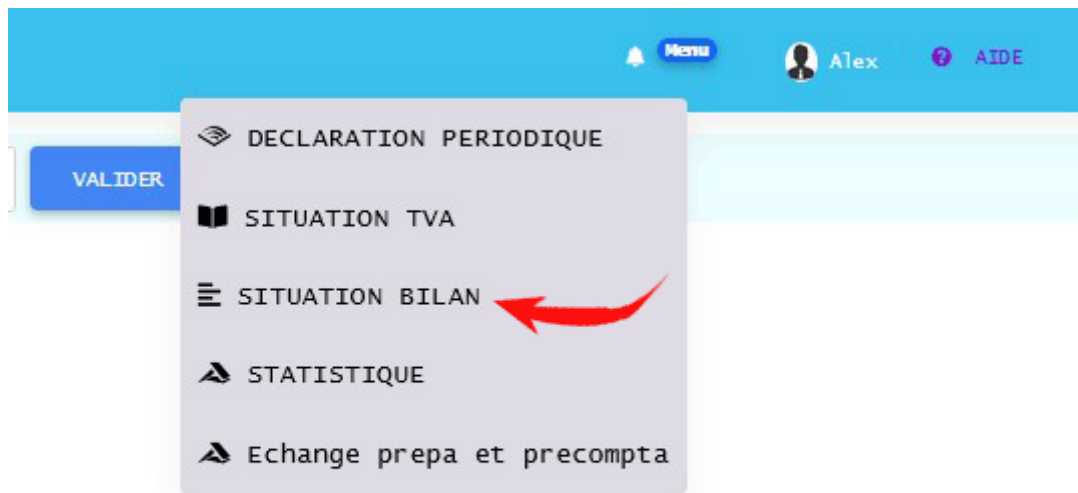 Menu
Alex
AIDE
DECLARATION PERIODIQUE
VALIDER
SITUATION TVA
SITUATION BILAN
STATISTIQUE
Echange prepa et precompta